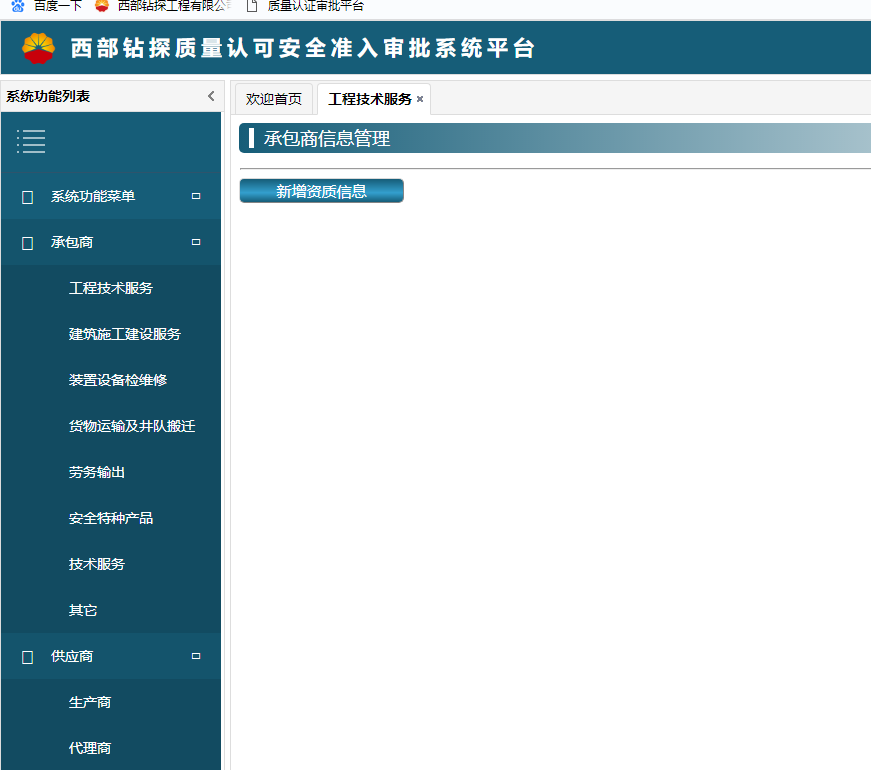 百度一下 西部钻探工程有限公 质量认证审批平台
西部钻探质量认可安全准入审批系统平台
系统功能列表
欢迎首页 工程技术服务
承包商信息管理
新增资质信息
系统功能菜单
承包商
工程技术服务
建筑施工建设服务
装置设备检维修
货物运输及井队搬迁
劳务输出
安全特种产品
技术服务
其它
供应商
生产商
代理商